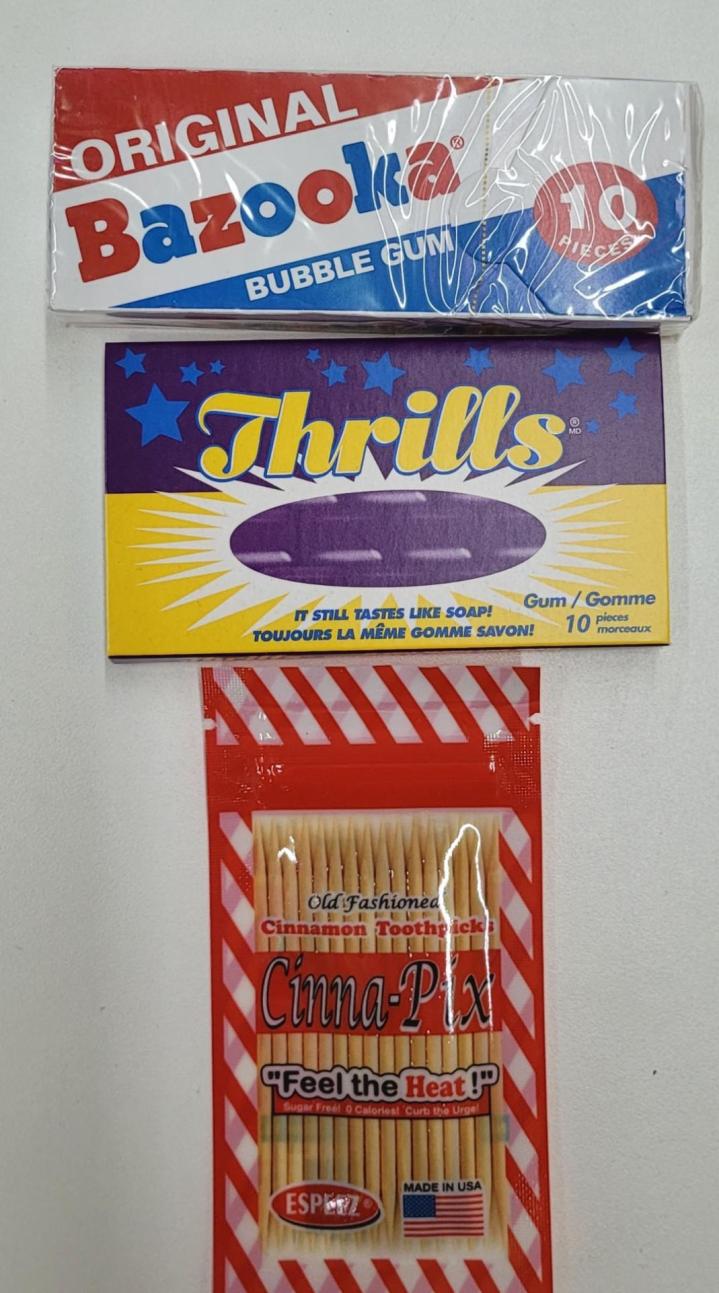 ORIGINAL
Bazooka®
BUBBLE GUM
10
PIECES
Thrills®
MD
IT STILL TASTES LIKE SOAP!
TOUJOURS LA MÊME GOMME SAVON!
Gum / Gomme
10 pieces
morceaux
Old Fashioned
Cinnamon Toothpicks
Cinna-Pix
"Feel the Heat!"
Sugar Free! 0 Calories! Curb the Urge!
ESPEEZ®
MADE IN USA